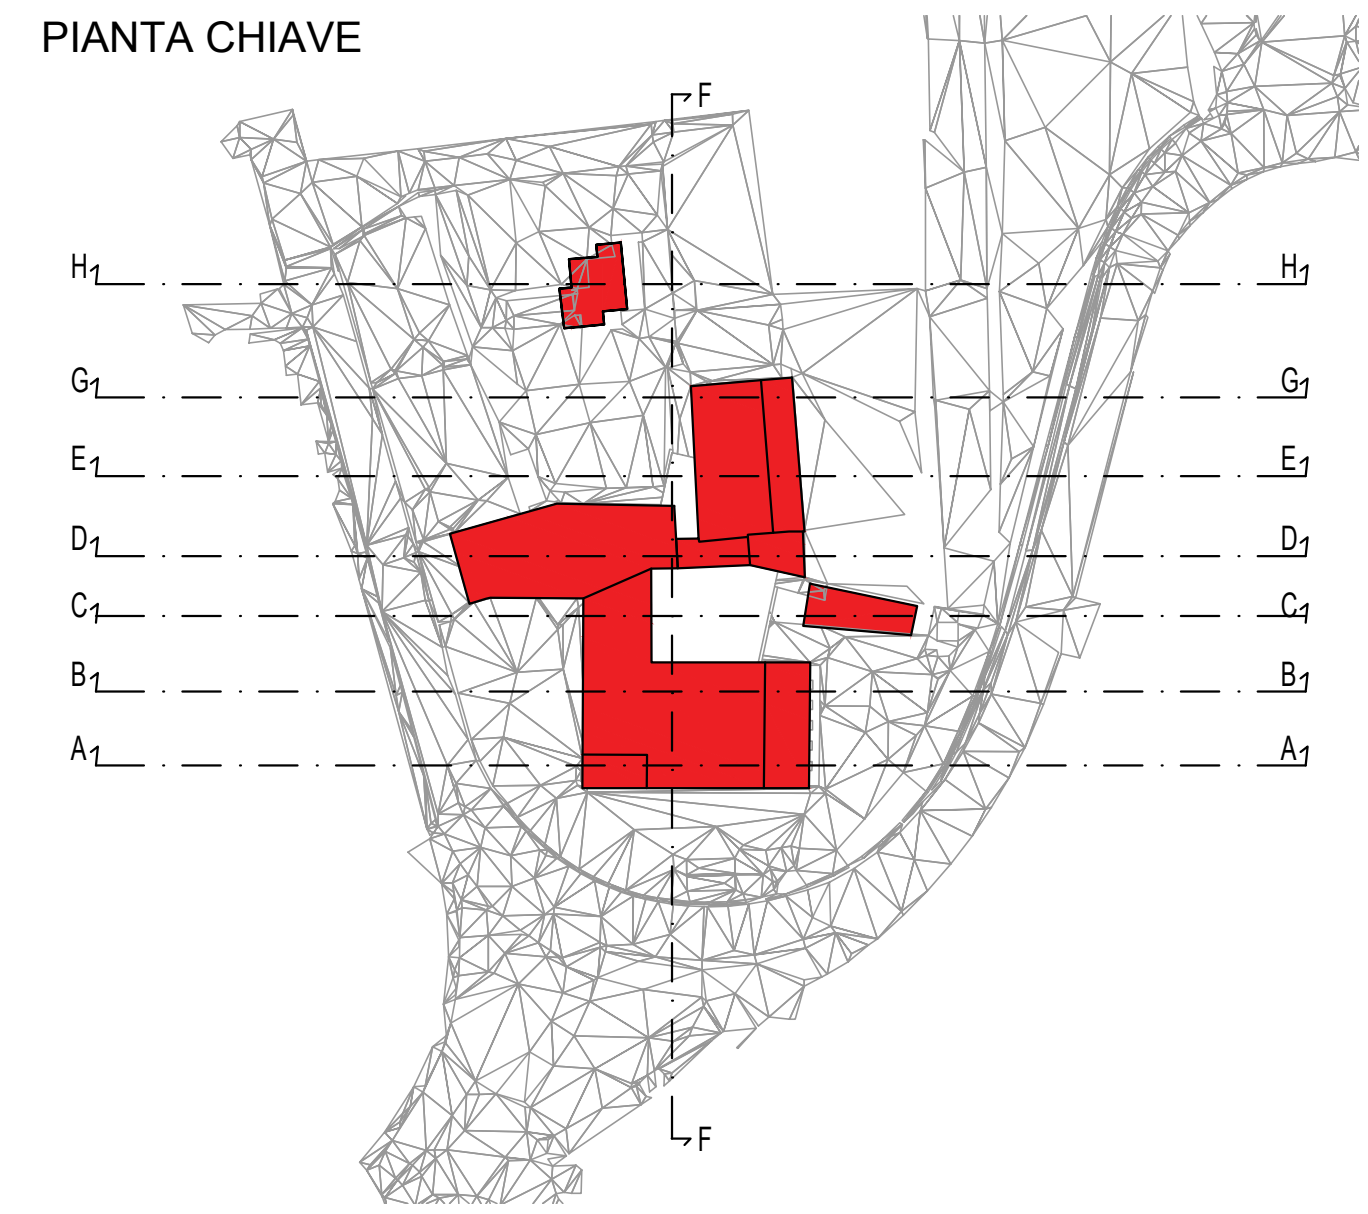 PIANTA CHIAVE
F
H1 H1
G1 G1
E1 E1
D1 D1
C1 C1
B1 B1
A1 A1
F